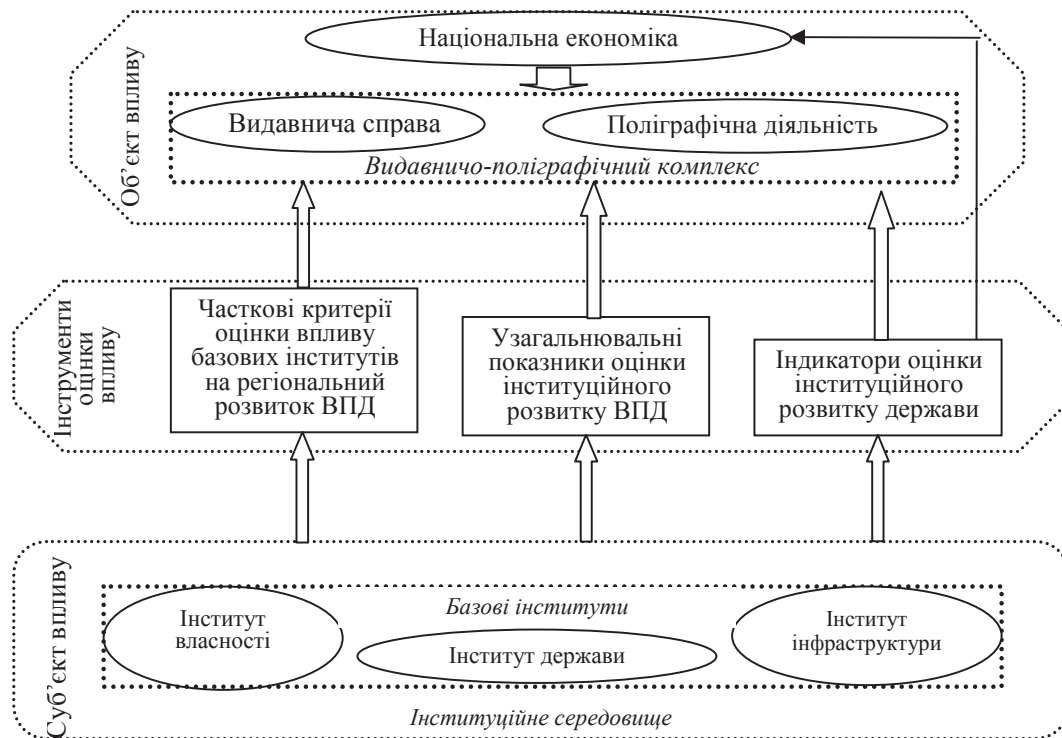 Об’єкт впливу
Національна економіка
Видавнича справа
Поліграфічна діяльність
Видавничо-поліграфічний комплекс
Інструменти
оцінки
впливу
Часткові критерії
оцінки впливу
базових інститутів
на регіональний
розвиток ВПД
Узагальнювальні
показники оцінки
інституційного
розвитку ВПД
Індикатори оцінки
інституційного
розвитку держави
Суб’єкт впливу
Базові інститути
Інститут
власності
Інститут держави
Інститут
інфраструктури
Інституційне середовище